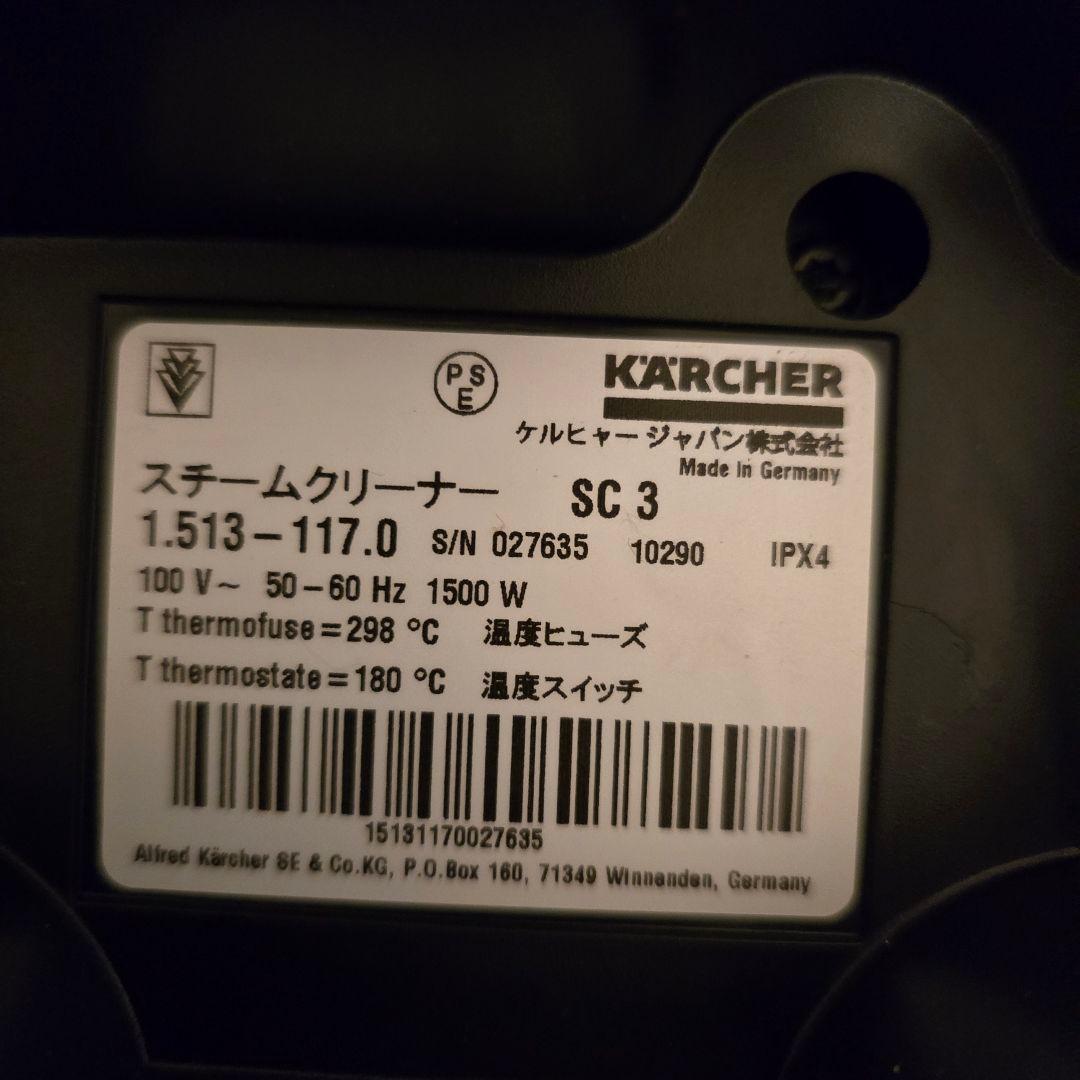 PSE
KÄRCHER
ケルヒャー ジャパン株式会社
Made in Germany
スチームクリーナー SC 3
1.513-117.0 S/N 027635 10290 IPX4
100 V~ 50-60 Hz 1500 W
T thermofuse=298 °C 温度ヒューズ
T thermostate=180 °C 温度スイッチ
15131170027635
Alfred Kärcher SE & Co.KG, P.O.Box 160, 71349 Winnenden, Germany